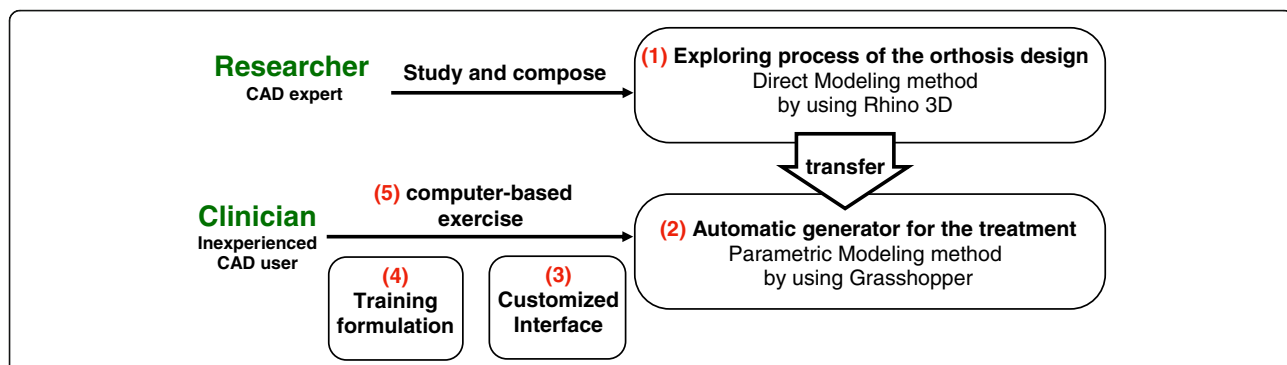 Researcher
CAD expert
Study and compose
(1) Exploring process of the orthosis design
Direct Modeling method
by using Rhino 3D
transfer
Clinician
Inexperienced
CAD user
(5) computer-based
exercise
(2) Automatic generator for the treatment
Parametric Modeling method
by using Grasshopper
(4)
Training
formulation
(3)
Customized
Interface